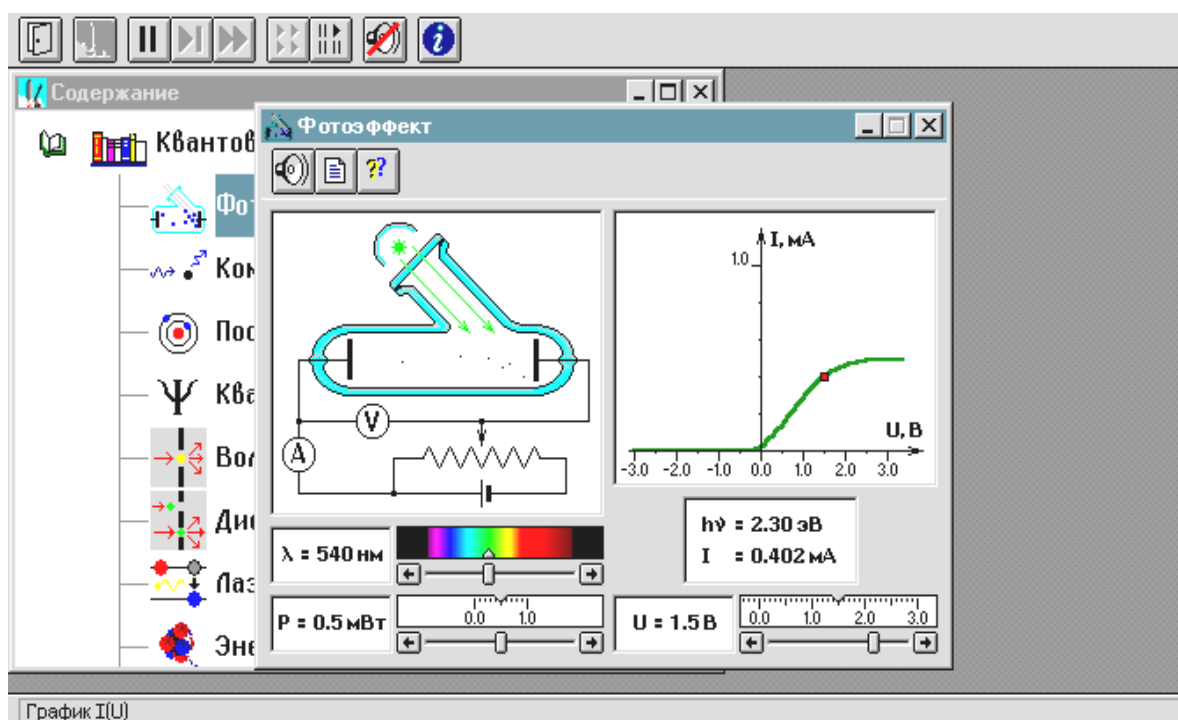 Содержание
Фотоэффект
Квантов
Фот
Ком
Пос
Ква
Вол
Диф
Лаз
Эне
V
A
I, мА
1.0
U, В
-3.0 -2.0 -1.0 0.0 1.0 2.0 3.0
hν = 2.30 эВ
I = 0.402 мА
λ = 540 нм
P = 0.5 мВт
0.0 1.0
U = 1.5 В
0.0 1.0 2.0 3.0
График I(U)